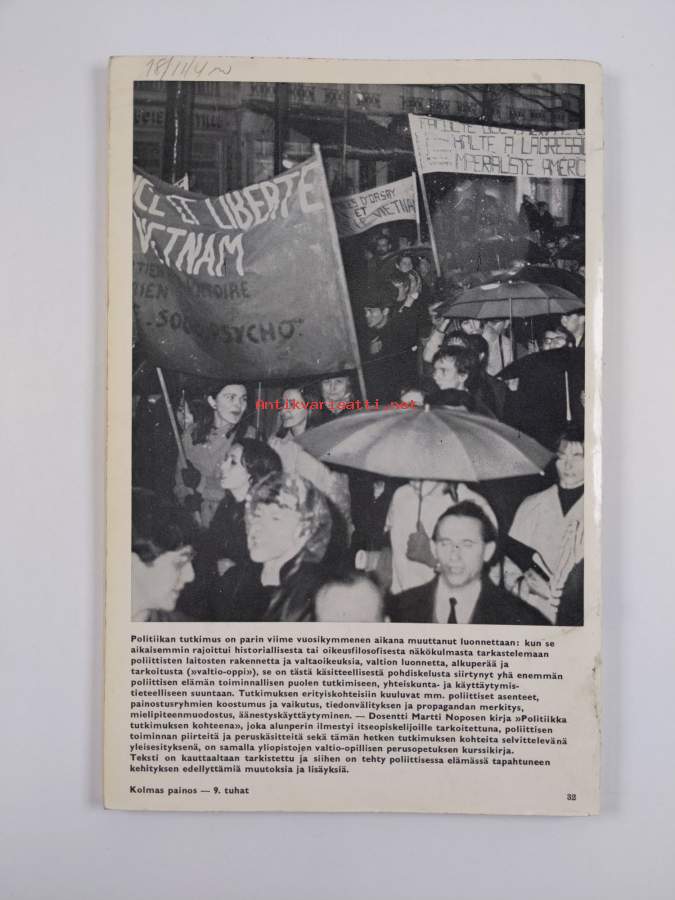 18/11/4
ET LIBERTE
VIETNAM
SOCIO PSYCHO
D'ORSAY
ET
VIETNAM
HALTE A L'AGRESSI
MPERIALISTE AMERIC
Antikvariaatti.net
Politiikan tutkimus on parin viime vuosikymmenen aikana muuttanut luonnettaan: kun se
aikaisemmin rajoittui historiallisesta tai oikeusfilosofisesta näkökulmasta tarkastelemaan
poliittisten laitosten rakennetta ja valtaoikeuksia, valtion luonnetta, alkuperää ja
tarkoitusta (»valtio-oppi»), se on tästä käsitteellisestä pohdiskelusta siirtynyt yhä enemmän
poliittisen elämän toiminnallisen puolen tutkimiseen, yhteiskunta- ja käyttäytymis-
tieteelliseen suuntaan. Tutkimuksen erityiskohteisiin kuuluvat mm. poliittiset asenteet,
painostusryhmien koostumus ja vaikutus, tiedonvälityksen ja propagandan merkitys,
mielipiteenmuodostus, äänestyskäyttäytyminen. — Dosentti Martti Noposen kirja »Politiikka
tutkimuksen kohteena», joka alunperin ilmestyi itseopiskelijoille tarkoitettuna, poliittisen
toiminnan piirteitä ja peruskäsitteitä sekä tämän hetken tutkimuksen kohteita selvittelevänä
yleisesityksenä, on samalla yliopistojen valtio-opillisen perusopetuksen kurssikirja.
Teksti on kauttaaltaan tarkistettu ja siihen on tehty poliittisessa elämässä tapahtuneen
kehityksen edellyttämiä muutoksia ja lisäyksiä.
Kolmas painos — 9. tuhat
32